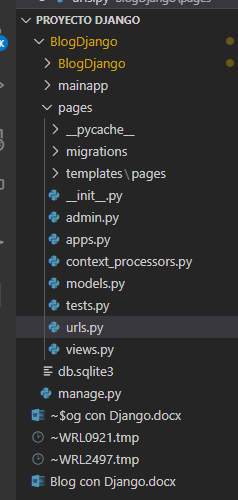 PROYECTO DJANGO
BlogDjango
BlogDjango
mainapp
pages
__pycache__
migrations
templates\pages
__init__.py
admin.py
apps.py
context_processors.py
models.py
tests.py
urls.py
views.py
db.sqlite3
manage.py
~$og con Django.docx
~WRL0921.tmp
~WRL2497.tmp
Blog con Django.docx